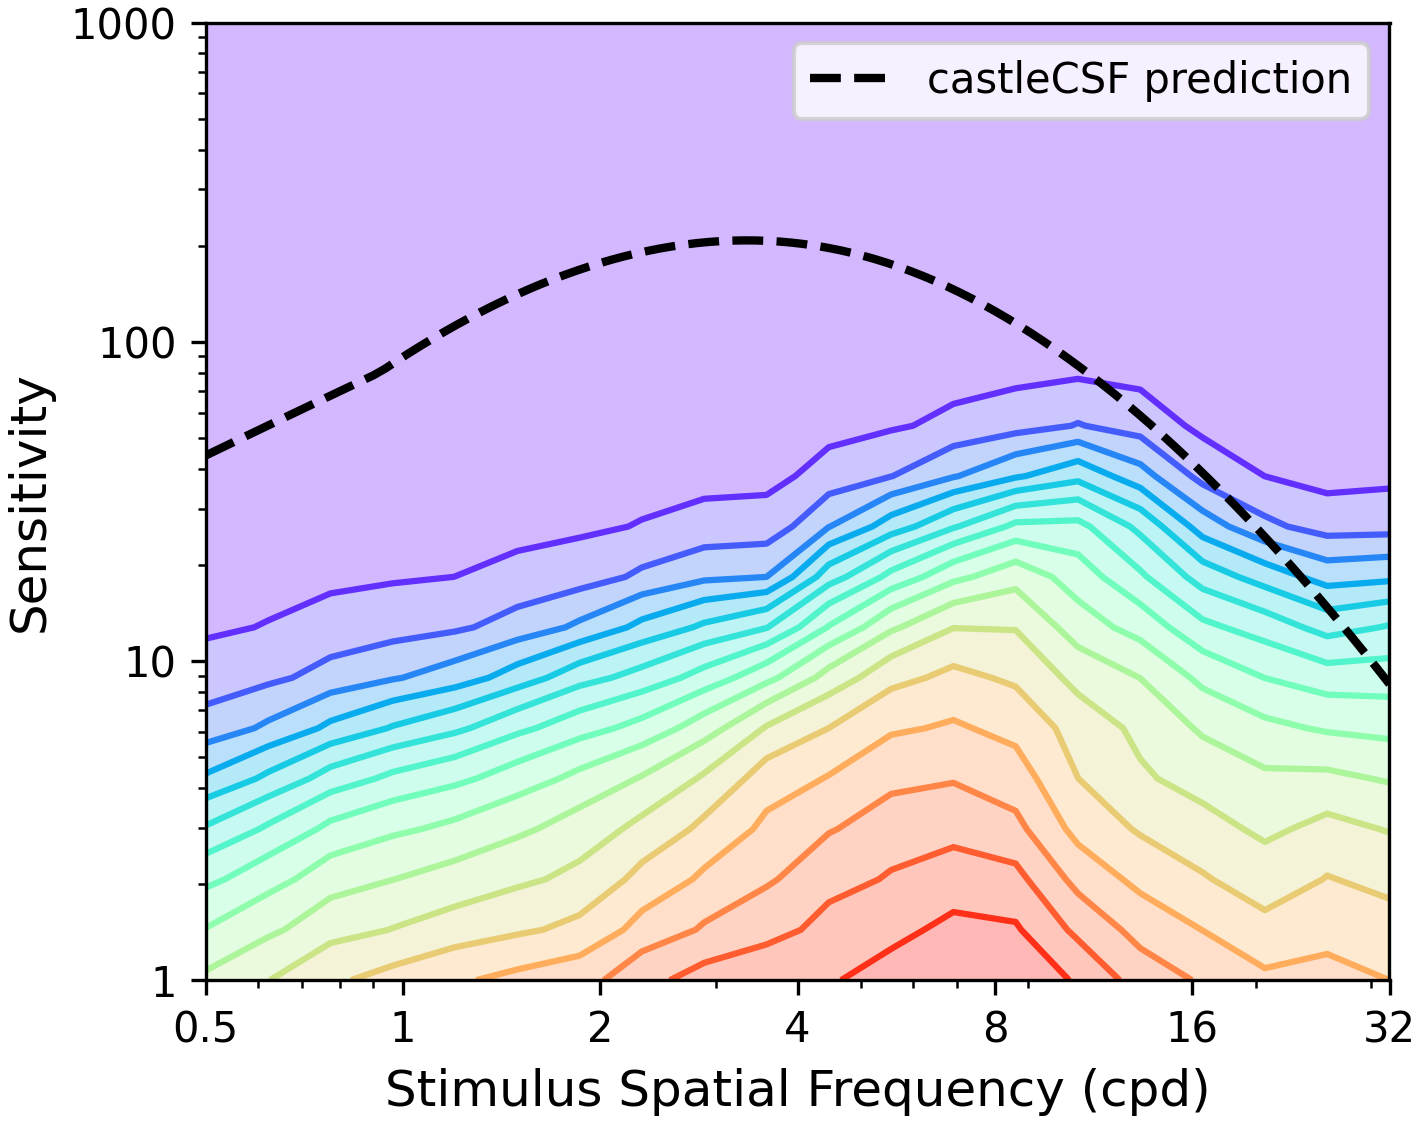 1000
100
10
1
Sensitivity
castleCSF prediction
0.5 1 2 4 8 16 32
Stimulus Spatial Frequency (cpd)